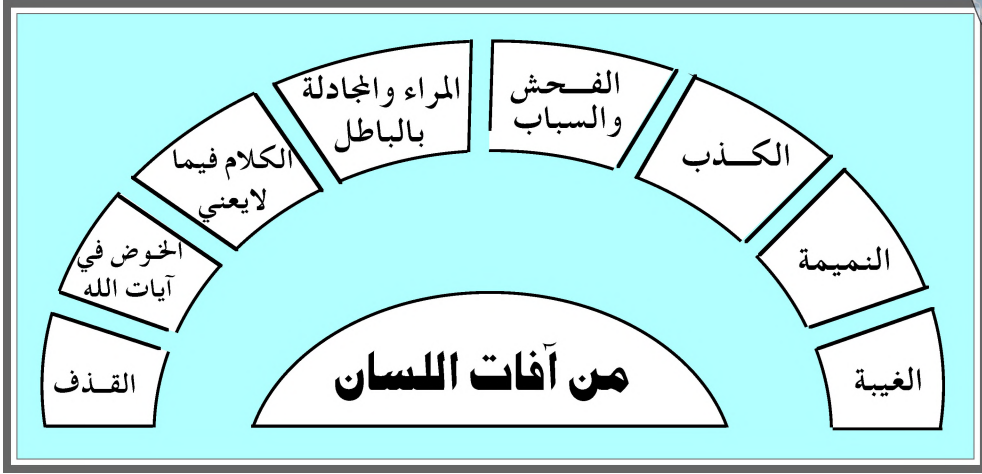 من آفات اللسان
الغيبة
النميمة
الكـــذب
الفـــحش
والسباب
المراء والمجادلة
بالباطل
الكلام فيما
لايعني
الخوض في
آيات الله
القــذف